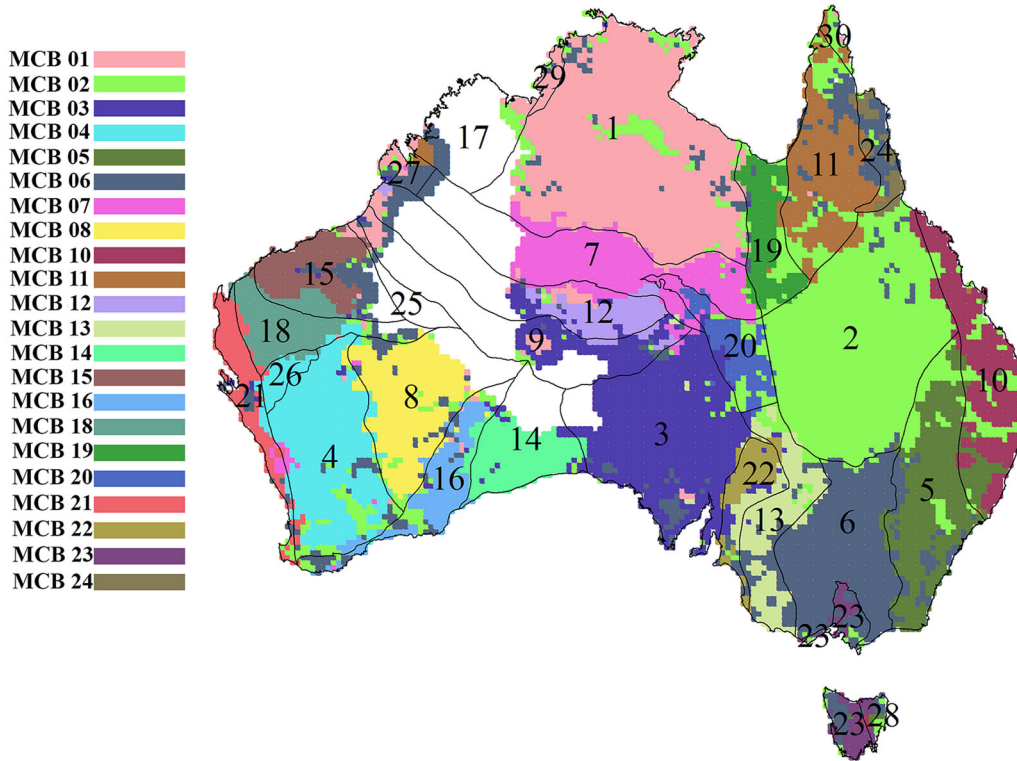 MCB 01
MCB 02
MCB 03
MCB 04
MCB 05
MCB 06
MCB 07
MCB 08
MCB 10
MCB 11
MCB 12
MCB 13
MCB 14
MCB 15
MCB 16
MCB 18
MCB 19
MCB 20
MCB 21
MCB 22
MCB 23
MCB 24
30
29
1
17
24
11
27
19
7
15
25
12
18
9
20
2
26
21
8
10
3
14
4
22
16
5
13
6
23
23
23
28